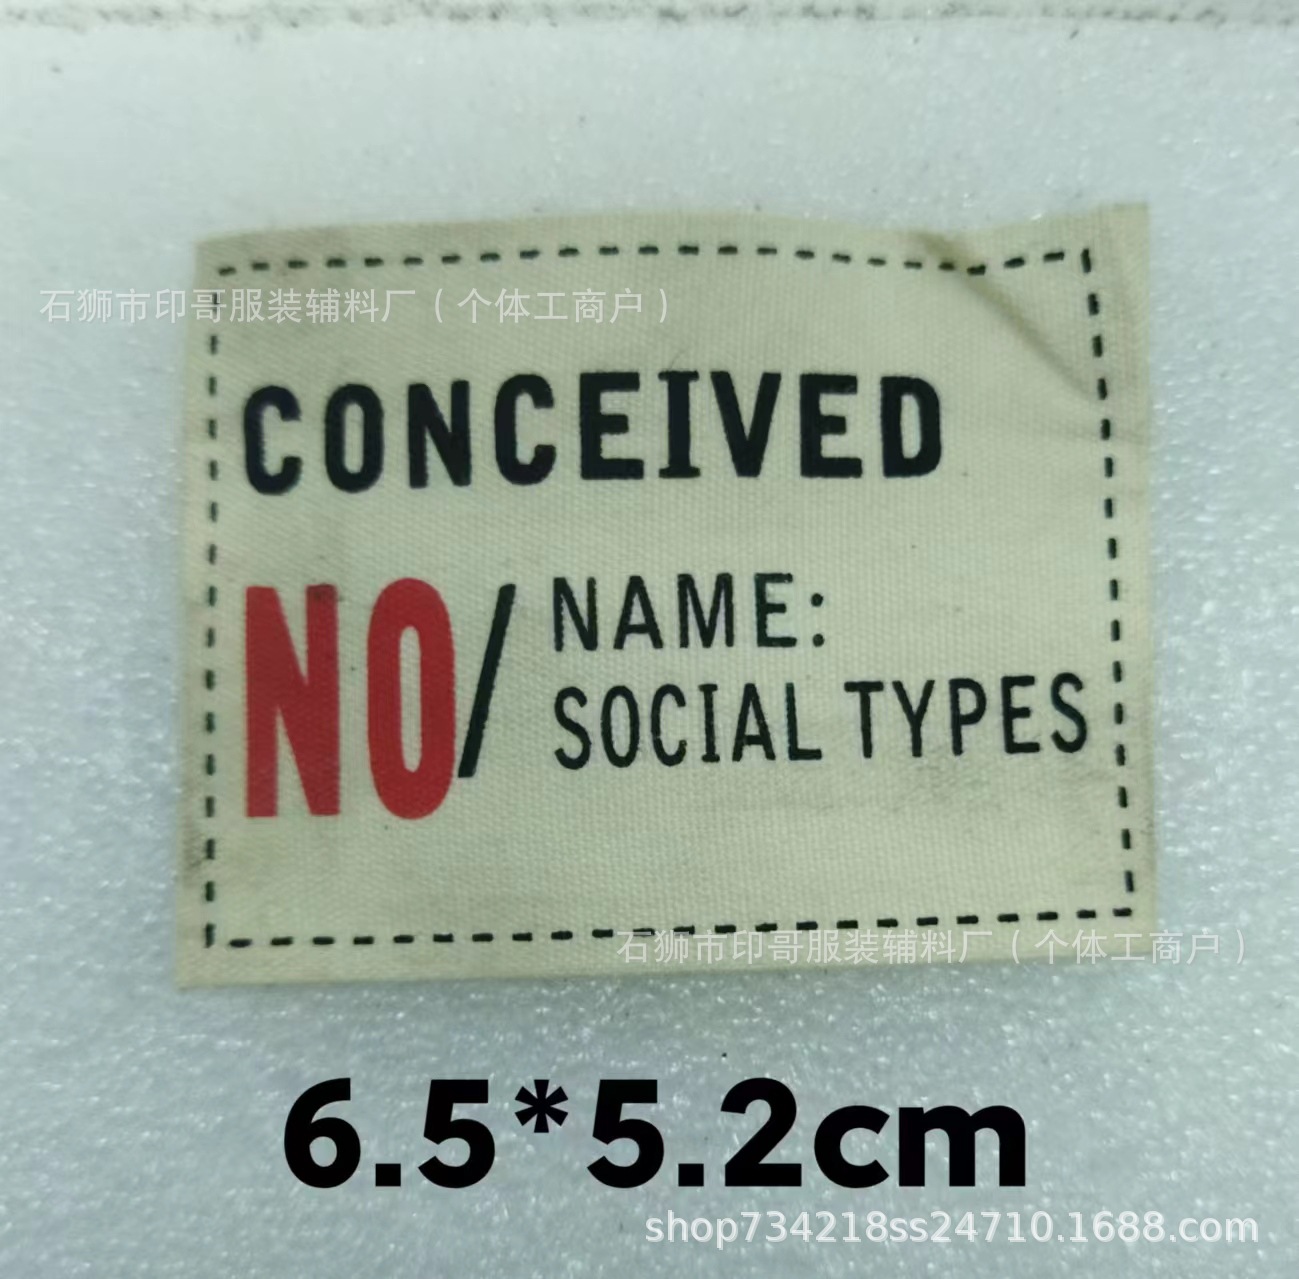 石狮市印哥服装辅料厂（个体工商户）
CONCEIVED
NO/ NAME:
SOCIAL TYPES
石狮市印哥服装辅料厂（个体工商户）
6.5*5.2cm
shop734218ss24710.1688.com